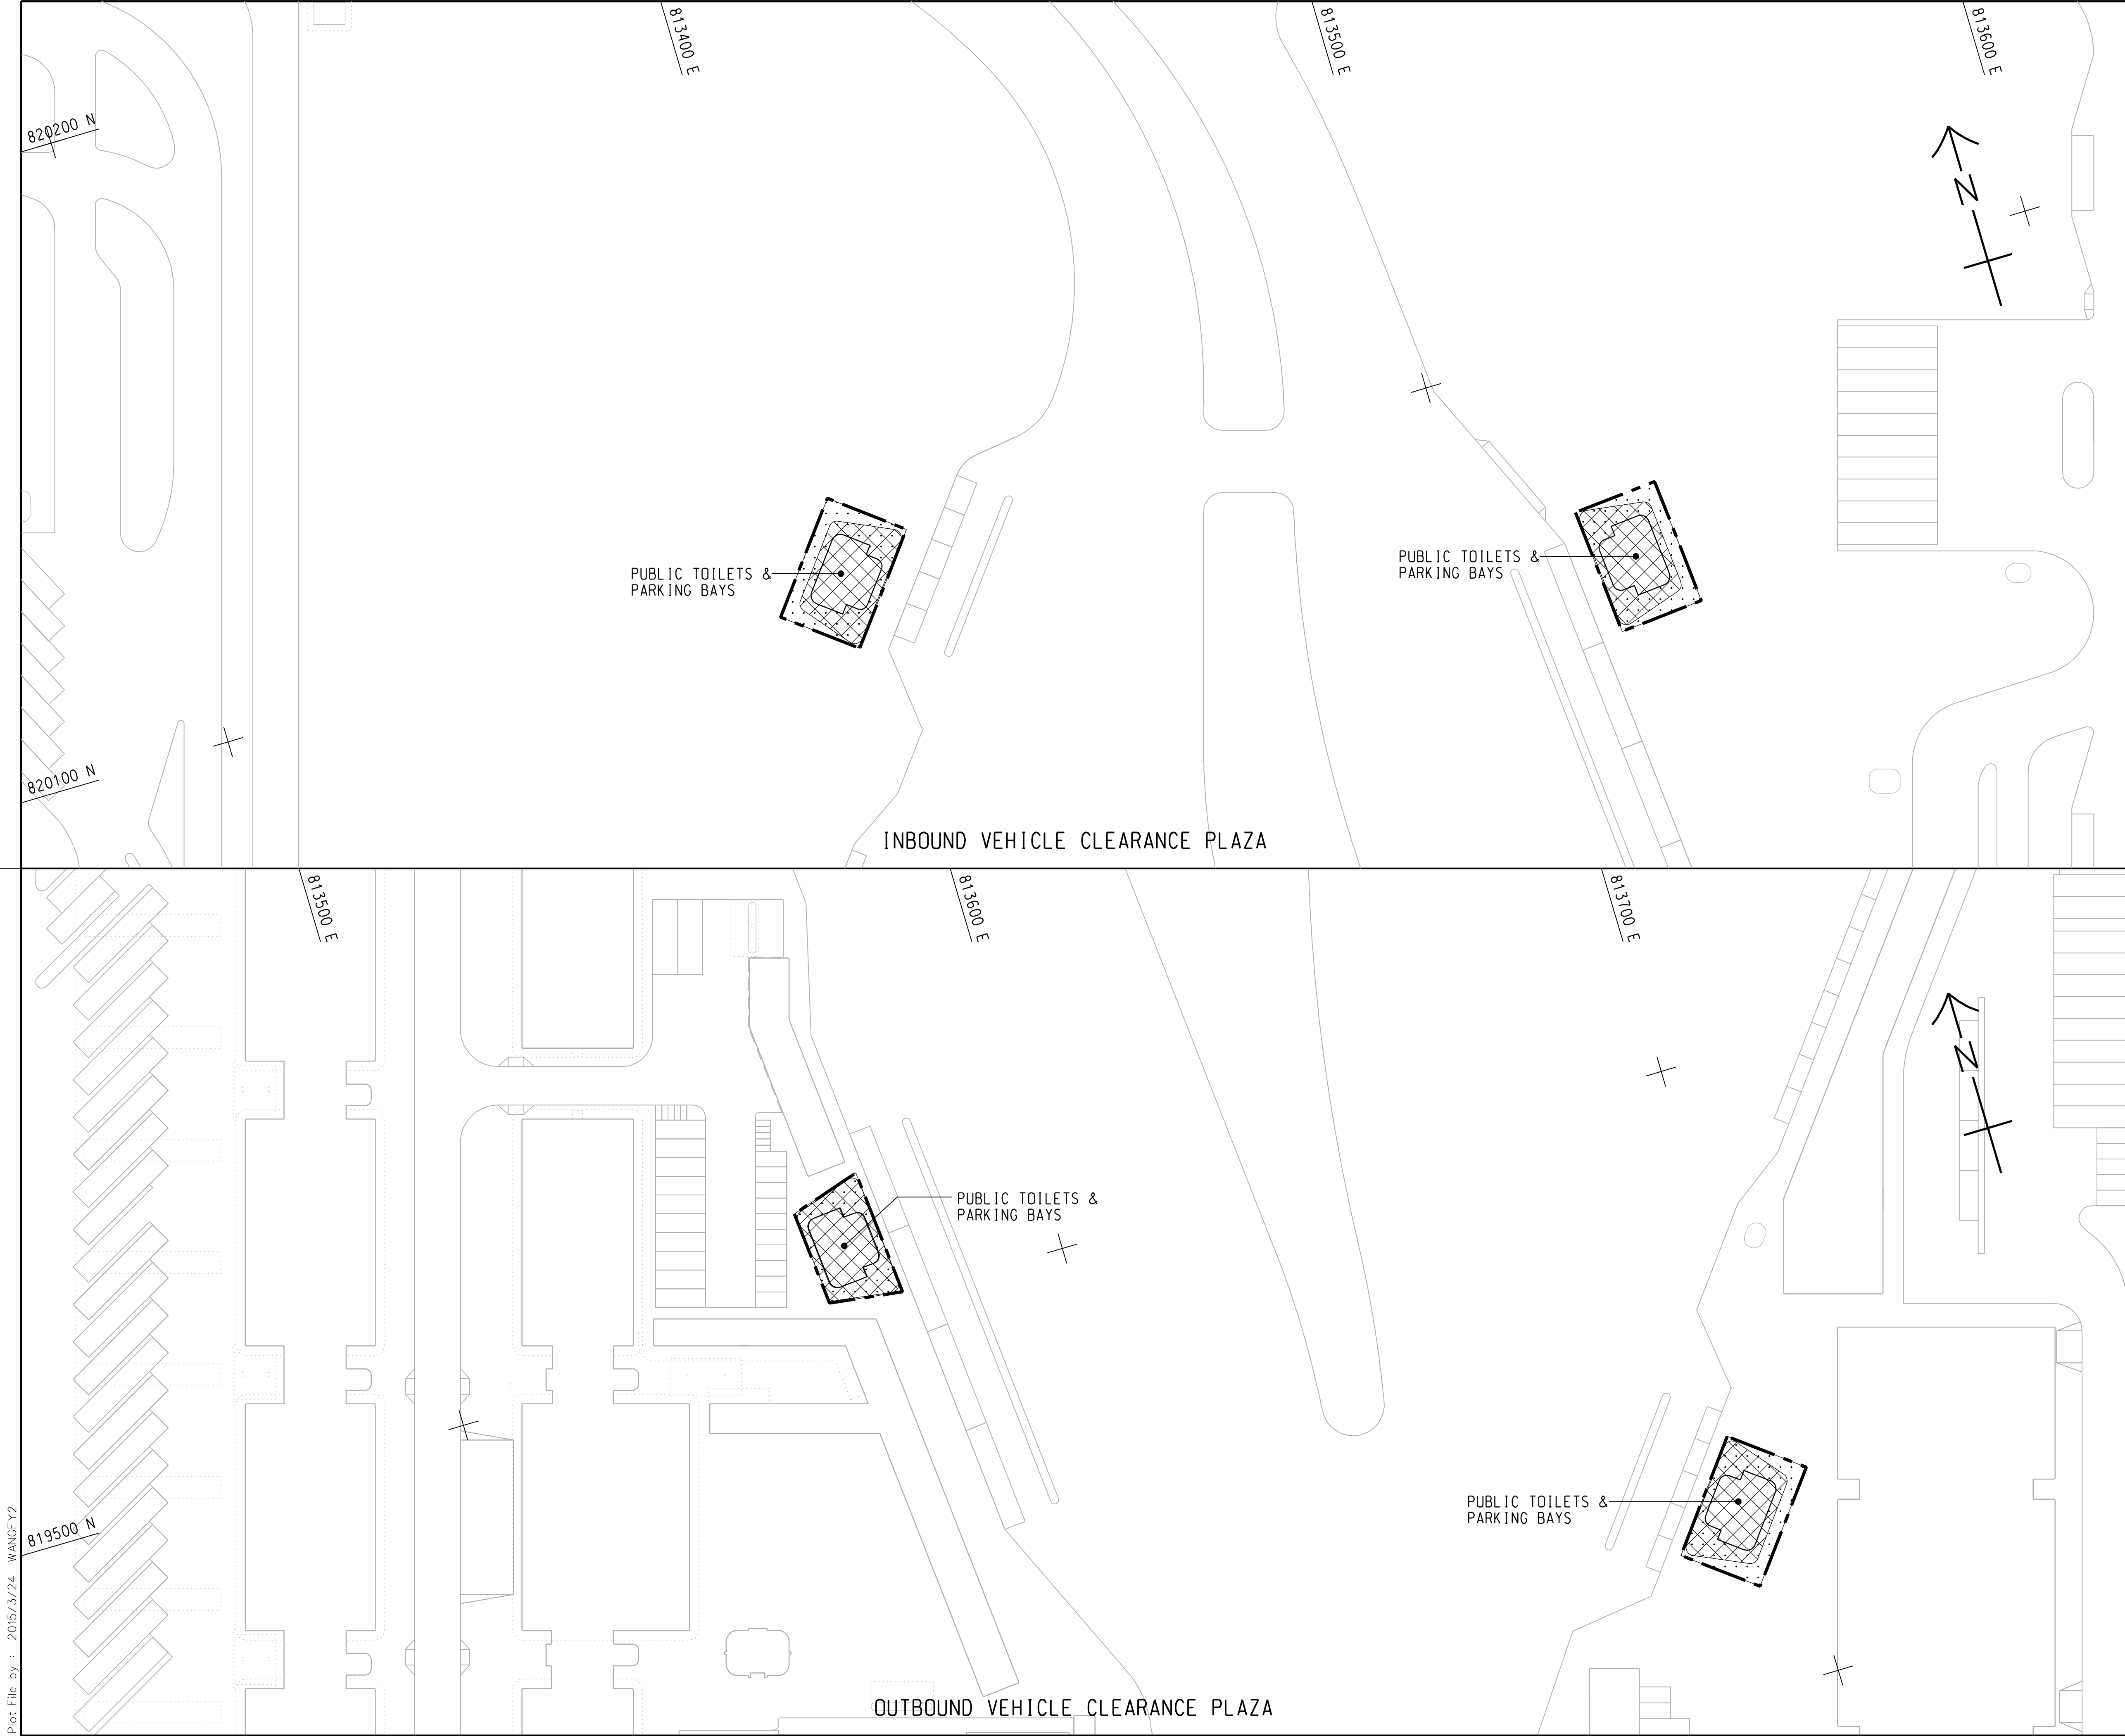 813400 E
813500 E
813600 E
820200 N
N
PUBLIC TOILETS &
PARKING BAYS
PUBLIC TOILETS &
PARKING BAYS
820100 N
INBOUND VEHICLE CLEARANCE PLAZA
813500 E
813600 E
813700 E
N
PUBLIC TOILETS &
PARKING BAYS
PUBLIC TOILETS &
PARKING BAYS
819500 N
OUTBOUND VEHICLE CLEARANCE PLAZA
Plot File by : 2015/3/24 WANGFY2